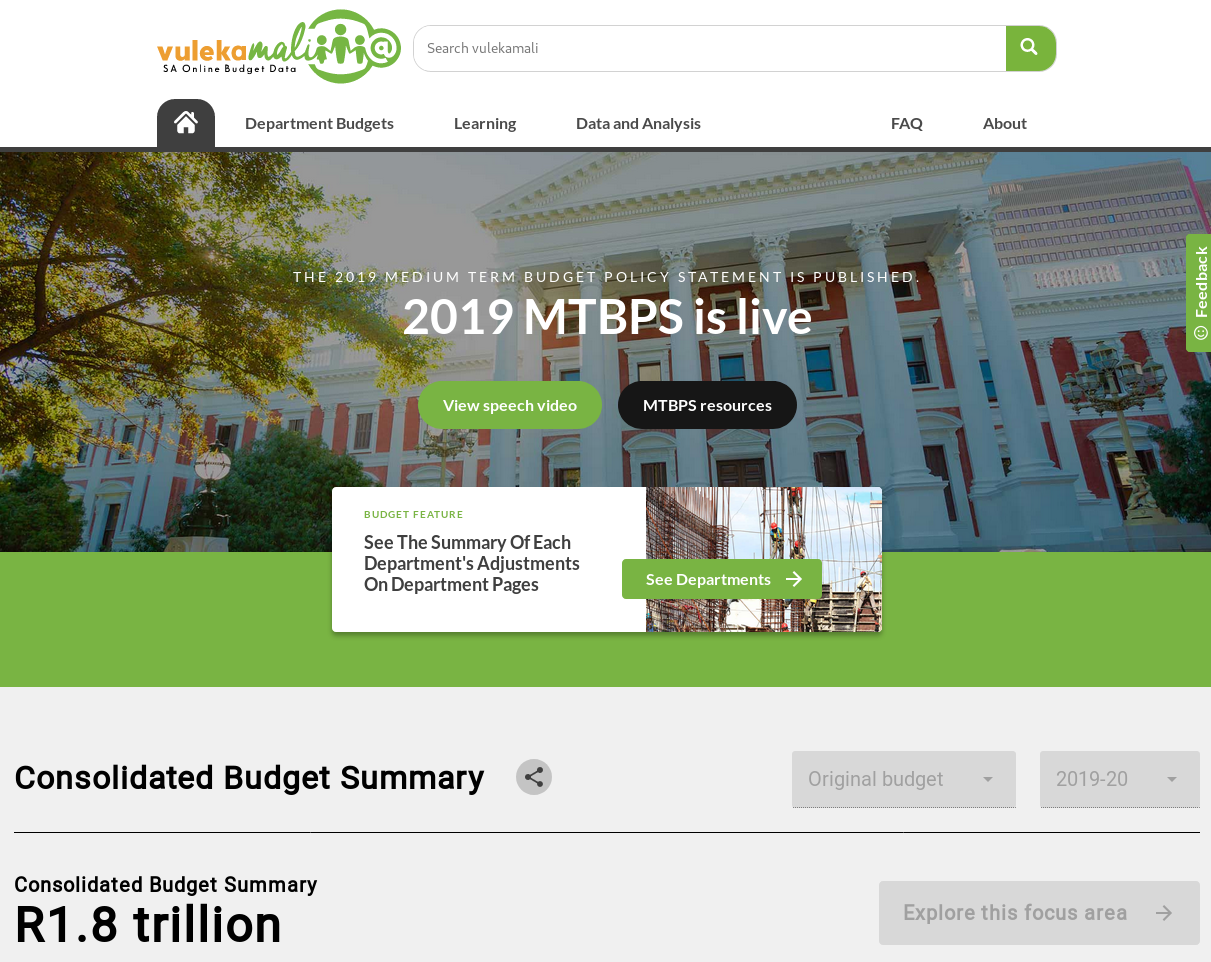 vulekamali
SA Online Budget Data
Search vulekamali
Department Budgets
Learning
Data and Analysis
FAQ
About
THE 2019 MEDIUM TERM BUDGET POLICY STATEMENT IS PUBLISHED.
2019 MTBPS is live
View speech video
MTBPS resources
Feedback
BUDGET FEATURE
See The Summary Of Each
Department's Adjustments
On Department Pages
See Departments
Consolidated Budget Summary
Original budget
2019-20
Consolidated Budget Summary
R1.8 trillion
Explore this focus area